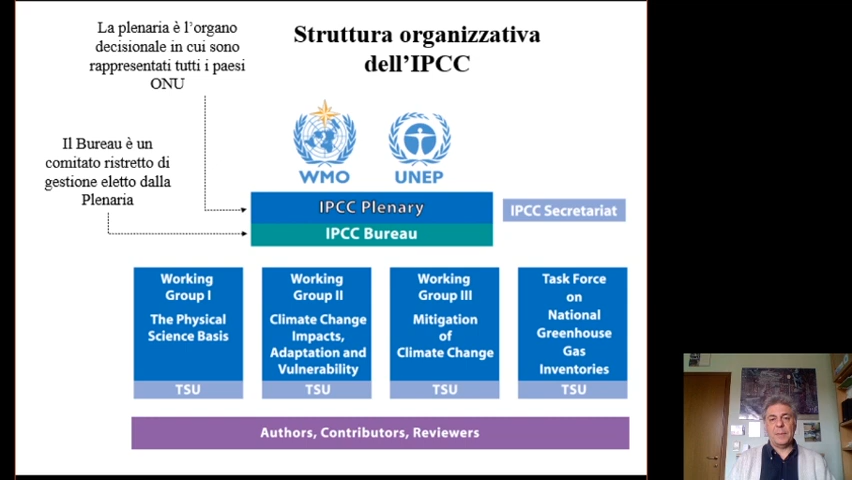 La plenaria è l'organo
decisionale in cui sono
rappresentati tutti i paesi
ONU
Struttura organizzativa
dell'IPCC
Il Bureau è un
comitato ristretto di
gestione eletto dalla
Plenaria
WMO
UNEP
IPCC Plenary
IPCC Bureau
IPCC Secretariat
Working
Group I
The Physical
Science Basis
TSU
Working
Group II
Climate Change
Impacts,
Adaptation and
Vulnerability
TSU
Working
Group III
Mitigation
of
Climate Change
TSU
Task Force
on
National
Greenhouse
Gas
Inventories
TSU
Authors, Contributors, Reviewers